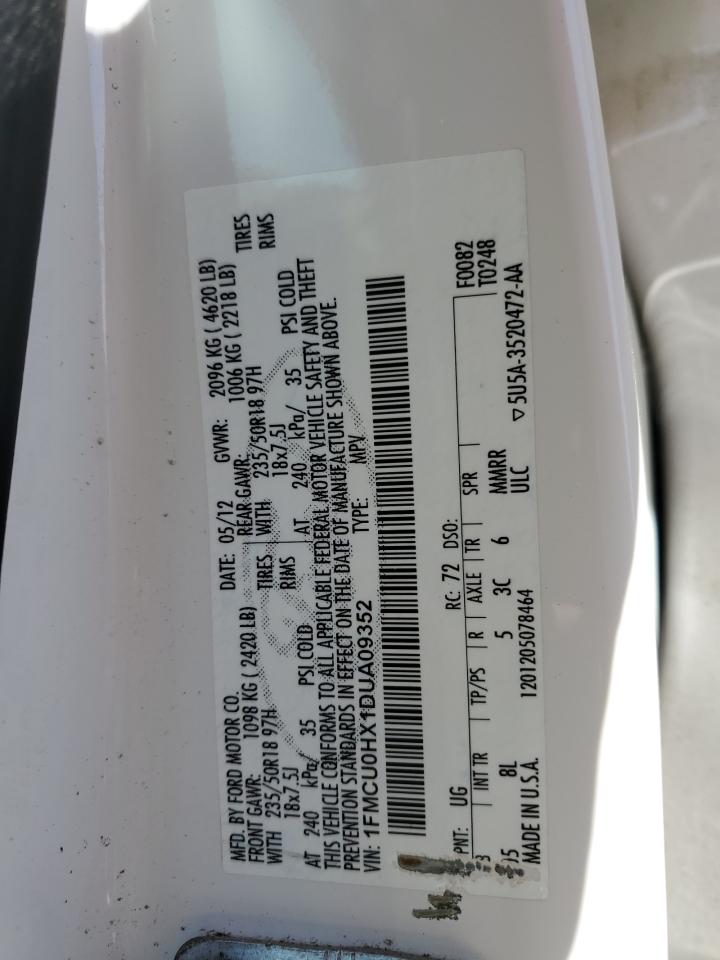 MFD. BY FORD MOTOR CO.
DATE: 05/12 GVWR: 2096 KG ( 4620 LB)
FRONT GAWR: 1098 KG ( 2420 LB) REAR GAWR: 1006 KG ( 2218 LB)
WITH 235/50R18 97H TIRES WITH 235/50R18 97H TIRES
18x7.5J RIMS 18x7.5J RIMS
AT 240 kPa/ 35 PSI COLD AT 240 kPa/ 35 PSI COLD
THIS VEHICLE CONFORMS TO ALL APPLICABLE FEDERAL MOTOR VEHICLE SAFETY AND THEFT
PREVENTION STANDARDS IN EFFECT ON THE DATE OF MANUFACTURE SHOWN ABOVE.
VIN: 1FMCU0HX1DUA09352 TYPE: MPV
PNT: UG RC: 72 DSO: F0082
INT TR TP/PS R AXLE TR SPR T0248
8L 5 3C 6 MMRR
MADE IN U.S.A. 1201205078464 ULC ▽5U5A-3520472-AA